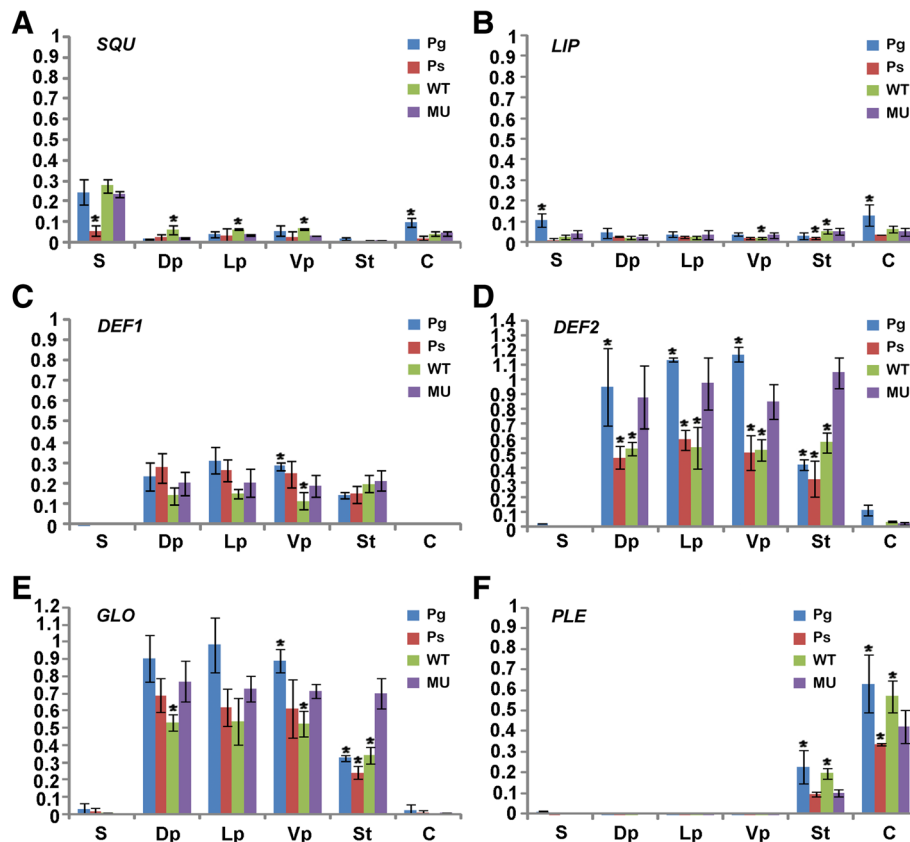 A
SQU
1
0.9
0.8
0.7
0.6
0.5
0.4
0.3
0.2
0.1
0
Pg
Ps
WT
MU
* * * * *
S Dp Lp Vp St C
B
LIP
1
0.9
0.8
0.7
0.6
0.5
0.4
0.3
0.2
0.1
0
Pg
Ps
WT
MU
* * * * *
S Dp Lp Vp St C
C
DEF1
1
0.9
0.8
0.7
0.6
0.5
0.4
0.3
0.2
0.1
0
Pg
Ps
WT
MU
* *
S Dp Lp Vp St C
D
DEF2
1.4
1.2
1.1
0.9
0.8
0.7
0.6
0.5
0.4
0.3
0.2
0.1
0
Pg
Ps
WT
MU
* * * * * * * * * * * *
S Dp Lp Vp St C
E
GLO
1.2
1.1
1
0.9
0.8
0.7
0.6
0.5
0.4
0.3
0.2
0.1
0
Pg
Ps
WT
MU
* * * * * *
S Dp Lp Vp St C
F
PLE
1
0.9
0.8
0.7
0.6
0.5
0.4
0.3
0.2
0.1
0
Pg
Ps
WT
MU
* * * * *
S Dp Lp Vp St C